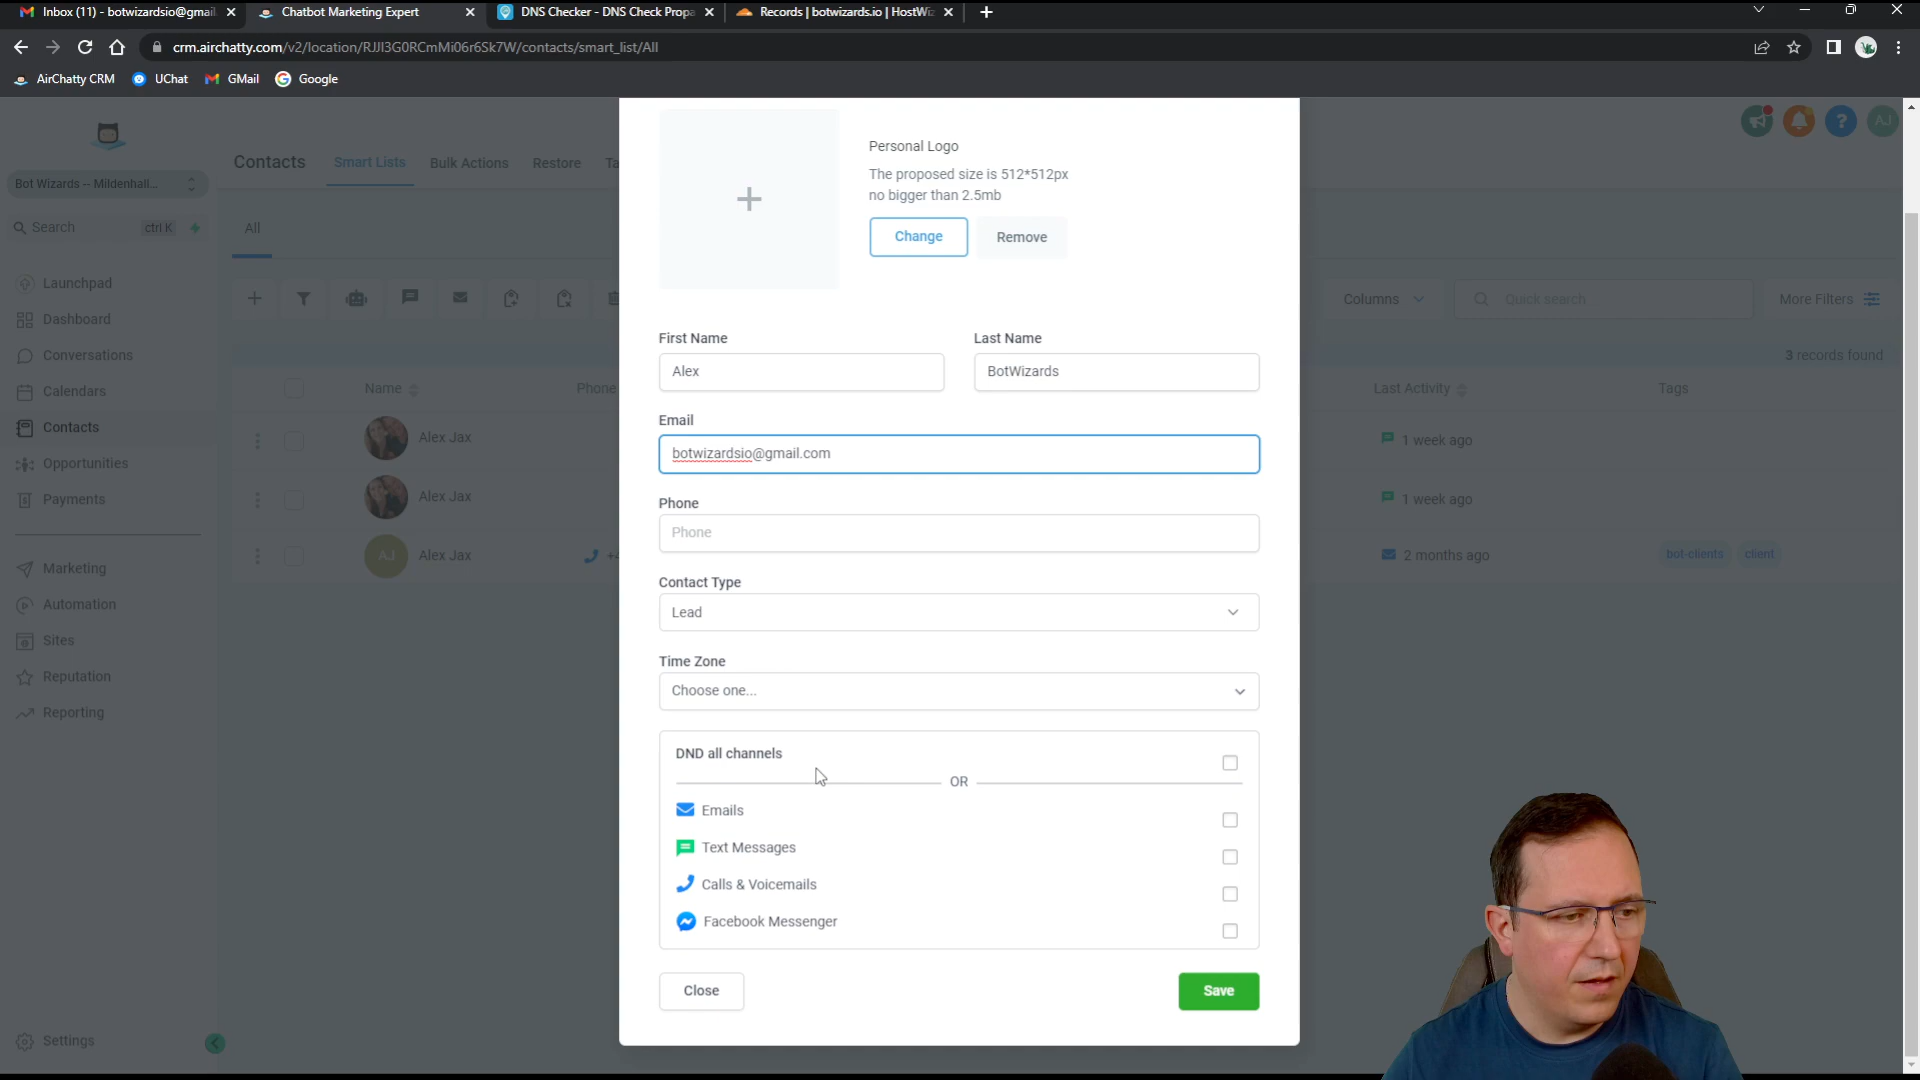 Inbox (11) - botwizardsio@gmail
Chatbot Marketing Expert
DNS Checker - DNS Check Propa
Records | botwizards.io | HostWiz
crm.airchatty.com/v2/location/RJJI3G0RCmMi06r6Sk7W/contacts/smart_list/All
AirChatty CRM
UChat
GMail
Google
Bot Wizards -- Mildenhall...
Search
ctrl K
Launchpad
Dashboard
Conversations
Calendars
Contacts
Opportunities
Payments
Marketing
Automation
Sites
Reputation
Reporting
Settings
Contacts
Smart Lists
Bulk Actions
Restore
Ta
AJ
All
Columns
Quick search
More Filters
3 records found
Name
Phone
Last Activity
Tags
Alex Jax
1 week ago
Alex Jax
1 week ago
AJ
Alex Jax
2 months ago
bot-clients
client
Personal Logo
The proposed size is 512*512px
no bigger than 2.5mb
Change
Remove
First Name
Last Name
Alex
BotWizards
Email
botwizardsio@gmail.com
Phone
Phone
Contact Type
Lead
Time Zone
Choose one...
DND all channels
OR
Emails
Text Messages
Calls & Voicemails
Facebook Messenger
Close
Save